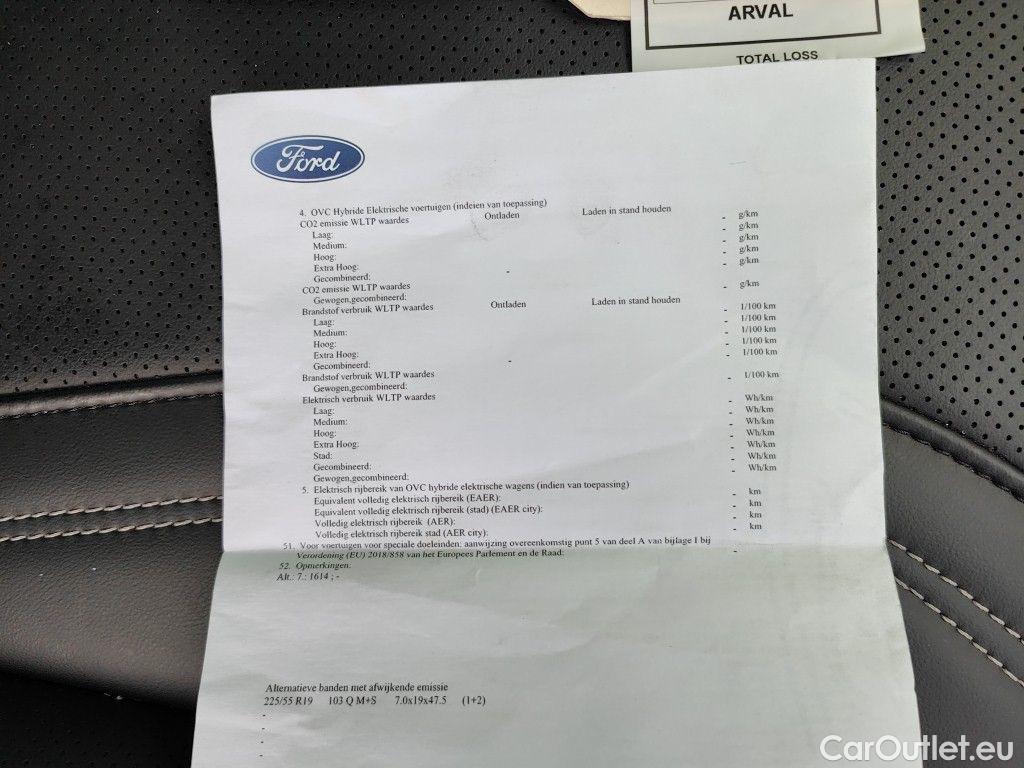 ARVAL
TOTAL LOSS
Ford
4. OVC Hybride Elektrische voertuigen (indeien van toepassing)
CO2 emissie WLTP waardes Ontladen Laden in stand houden
Laag: - g/km
Medium: - g/km
Hoog: - g/km
Extra Hoog: - g/km
Gecombineerd: - - g/km
CO2 emissie WLTP waardes
Gewogen,gecombineerd: - g/km
Brandstof verbruik WLTP waardes Ontladen Laden in stand houden
Laag: - 1/100 km
Medium: - 1/100 km
Hoog: - 1/100 km
Extra Hoog: - 1/100 km
Gecombineerd: - - 1/100 km
Brandstof verbruik WLTP waardes
Gewogen,gecombineerd: - 1/100 km
Elektrisch verbruik WLTP waardes
Laag: - Wh/km
Medium: - Wh/km
Hoog: - Wh/km
Extra Hoog: - Wh/km
Stad: - Wh/km
Gecombineerd: - Wh/km
Gewogen,gecombineerd: - Wh/km
5. Elektrisch rijbereik van OVC hybride elektrische wagens (indien van toepassing)
Equivalent volledig elektrisch rijbereik (EAER): - km
Equivalent volledig elektrisch rijbereik (stad) (EAER city): - km
Volledig elektrisch rijbereik (AER): - km
Volledig elektrisch rijbereik stad (AER city): - km
51. Voor voertuigen voor speciale doeleinden: aanwijzing overeenkomstig punt 5 van deel A van bijlage I bij
Verordening (EU) 2018/858 van het Europees Parlement en de Raad: -
52. Opmerkingen:
Alt.: 7.: 1614 ; -
Alternatieve banden met afwijkende emissie
225/55 R19 103 Q M+S 7.0x19x47.5 (1+2)
-
-
-
-
CarOutlet.eu